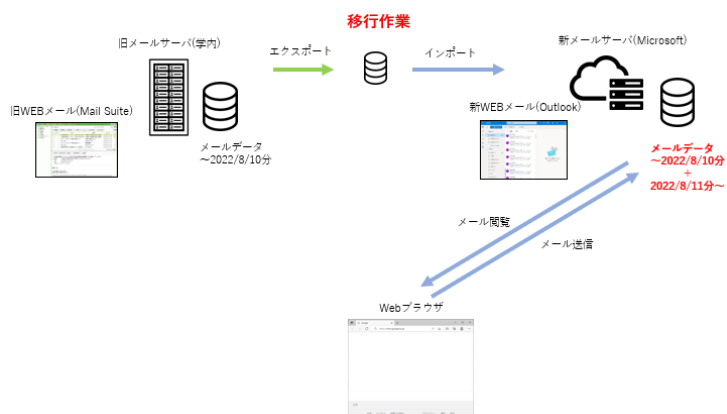 移行作業
旧メールサーバ(学内)
エクスポート
インポート
新メールサーバ(Microsoft)
旧WEBメール(Mail Suite)
新WEBメール(Outlook)
メールデータ
～2022/8/10分
メールデータ
～2022/8/10分
+
2022/8/11分～
メール閲覧
メール送信
Webブラウザ